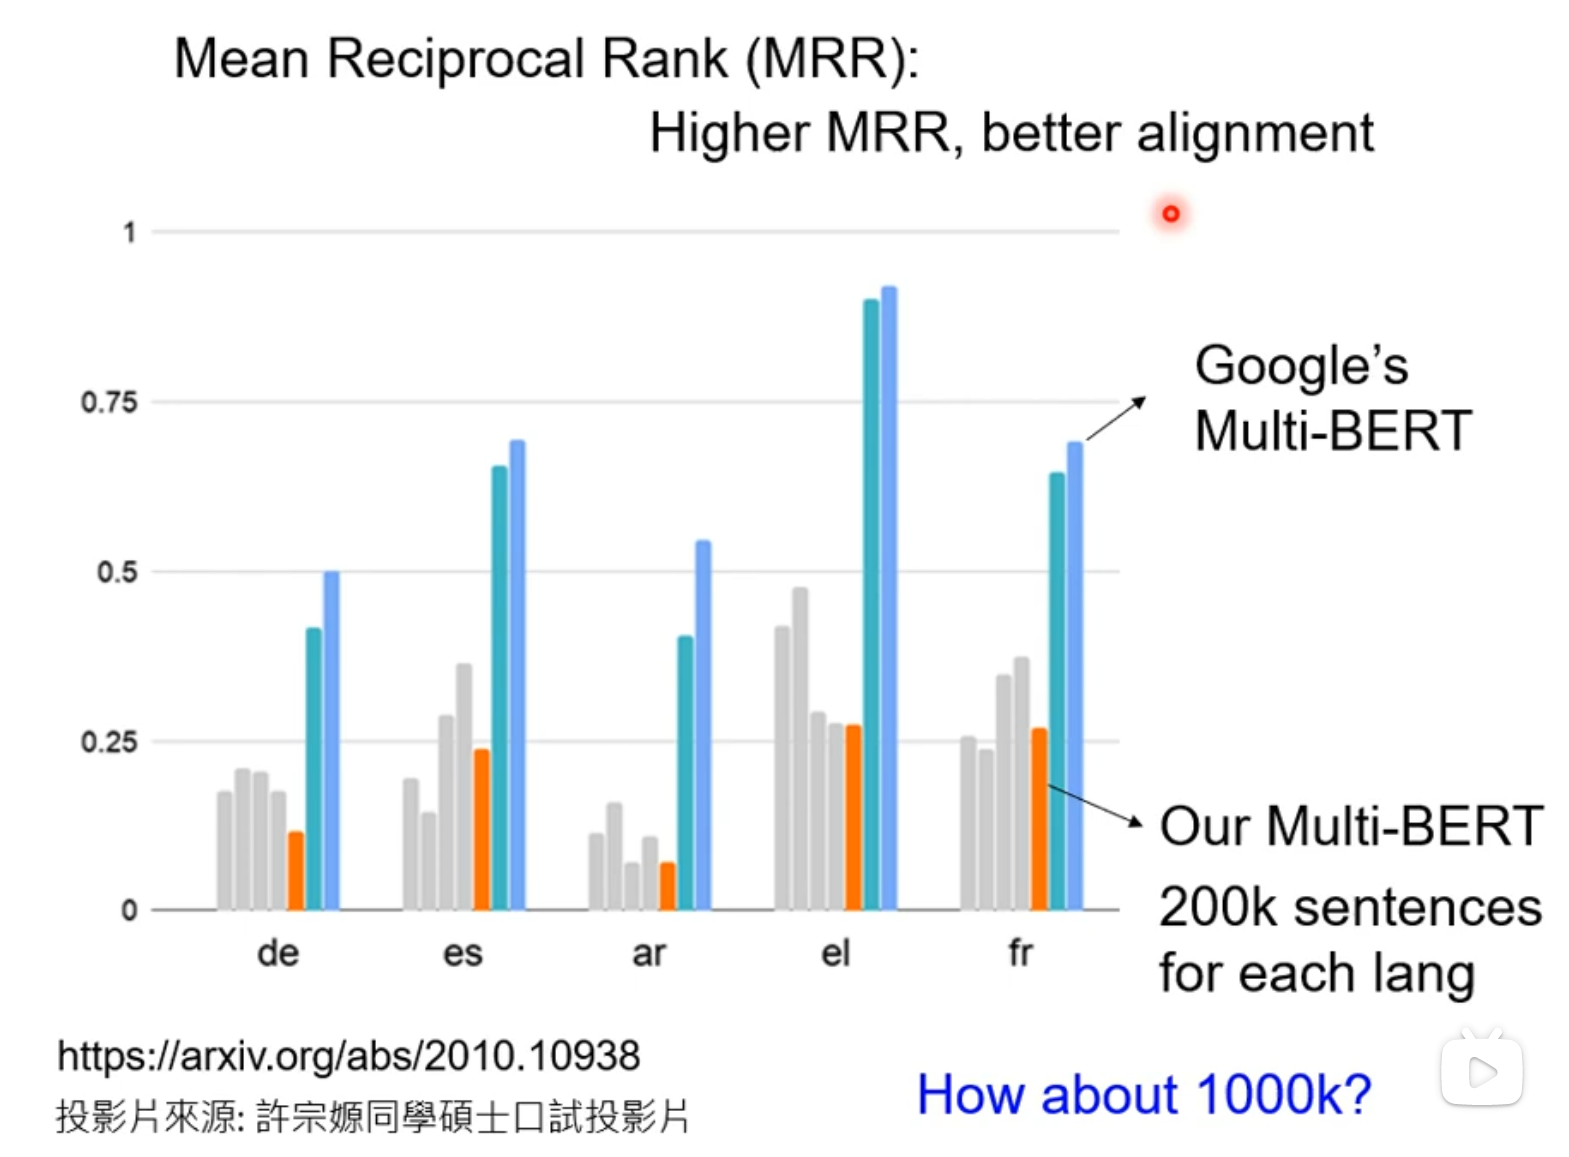 Mean Reciprocal Rank (MRR):
Higher MRR, better alignment
1
0.75
0.5
0.25
0
de es ar el fr
Google’s
Multi-BERT
Our Multi-BERT
200k sentences
for each lang
https://arxiv.org/abs/2010.10938
投影片來源: 許宗嫄同學碩士口試投影片
How about 1000k?